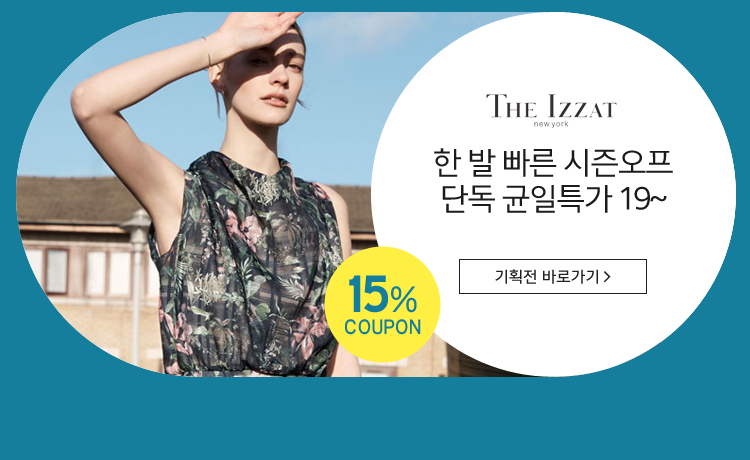 THE IZZAT
new york
한 발 빠른 시즌오프
단독 균일특가 19~
기획전 바로가기 >
15%
COUPON